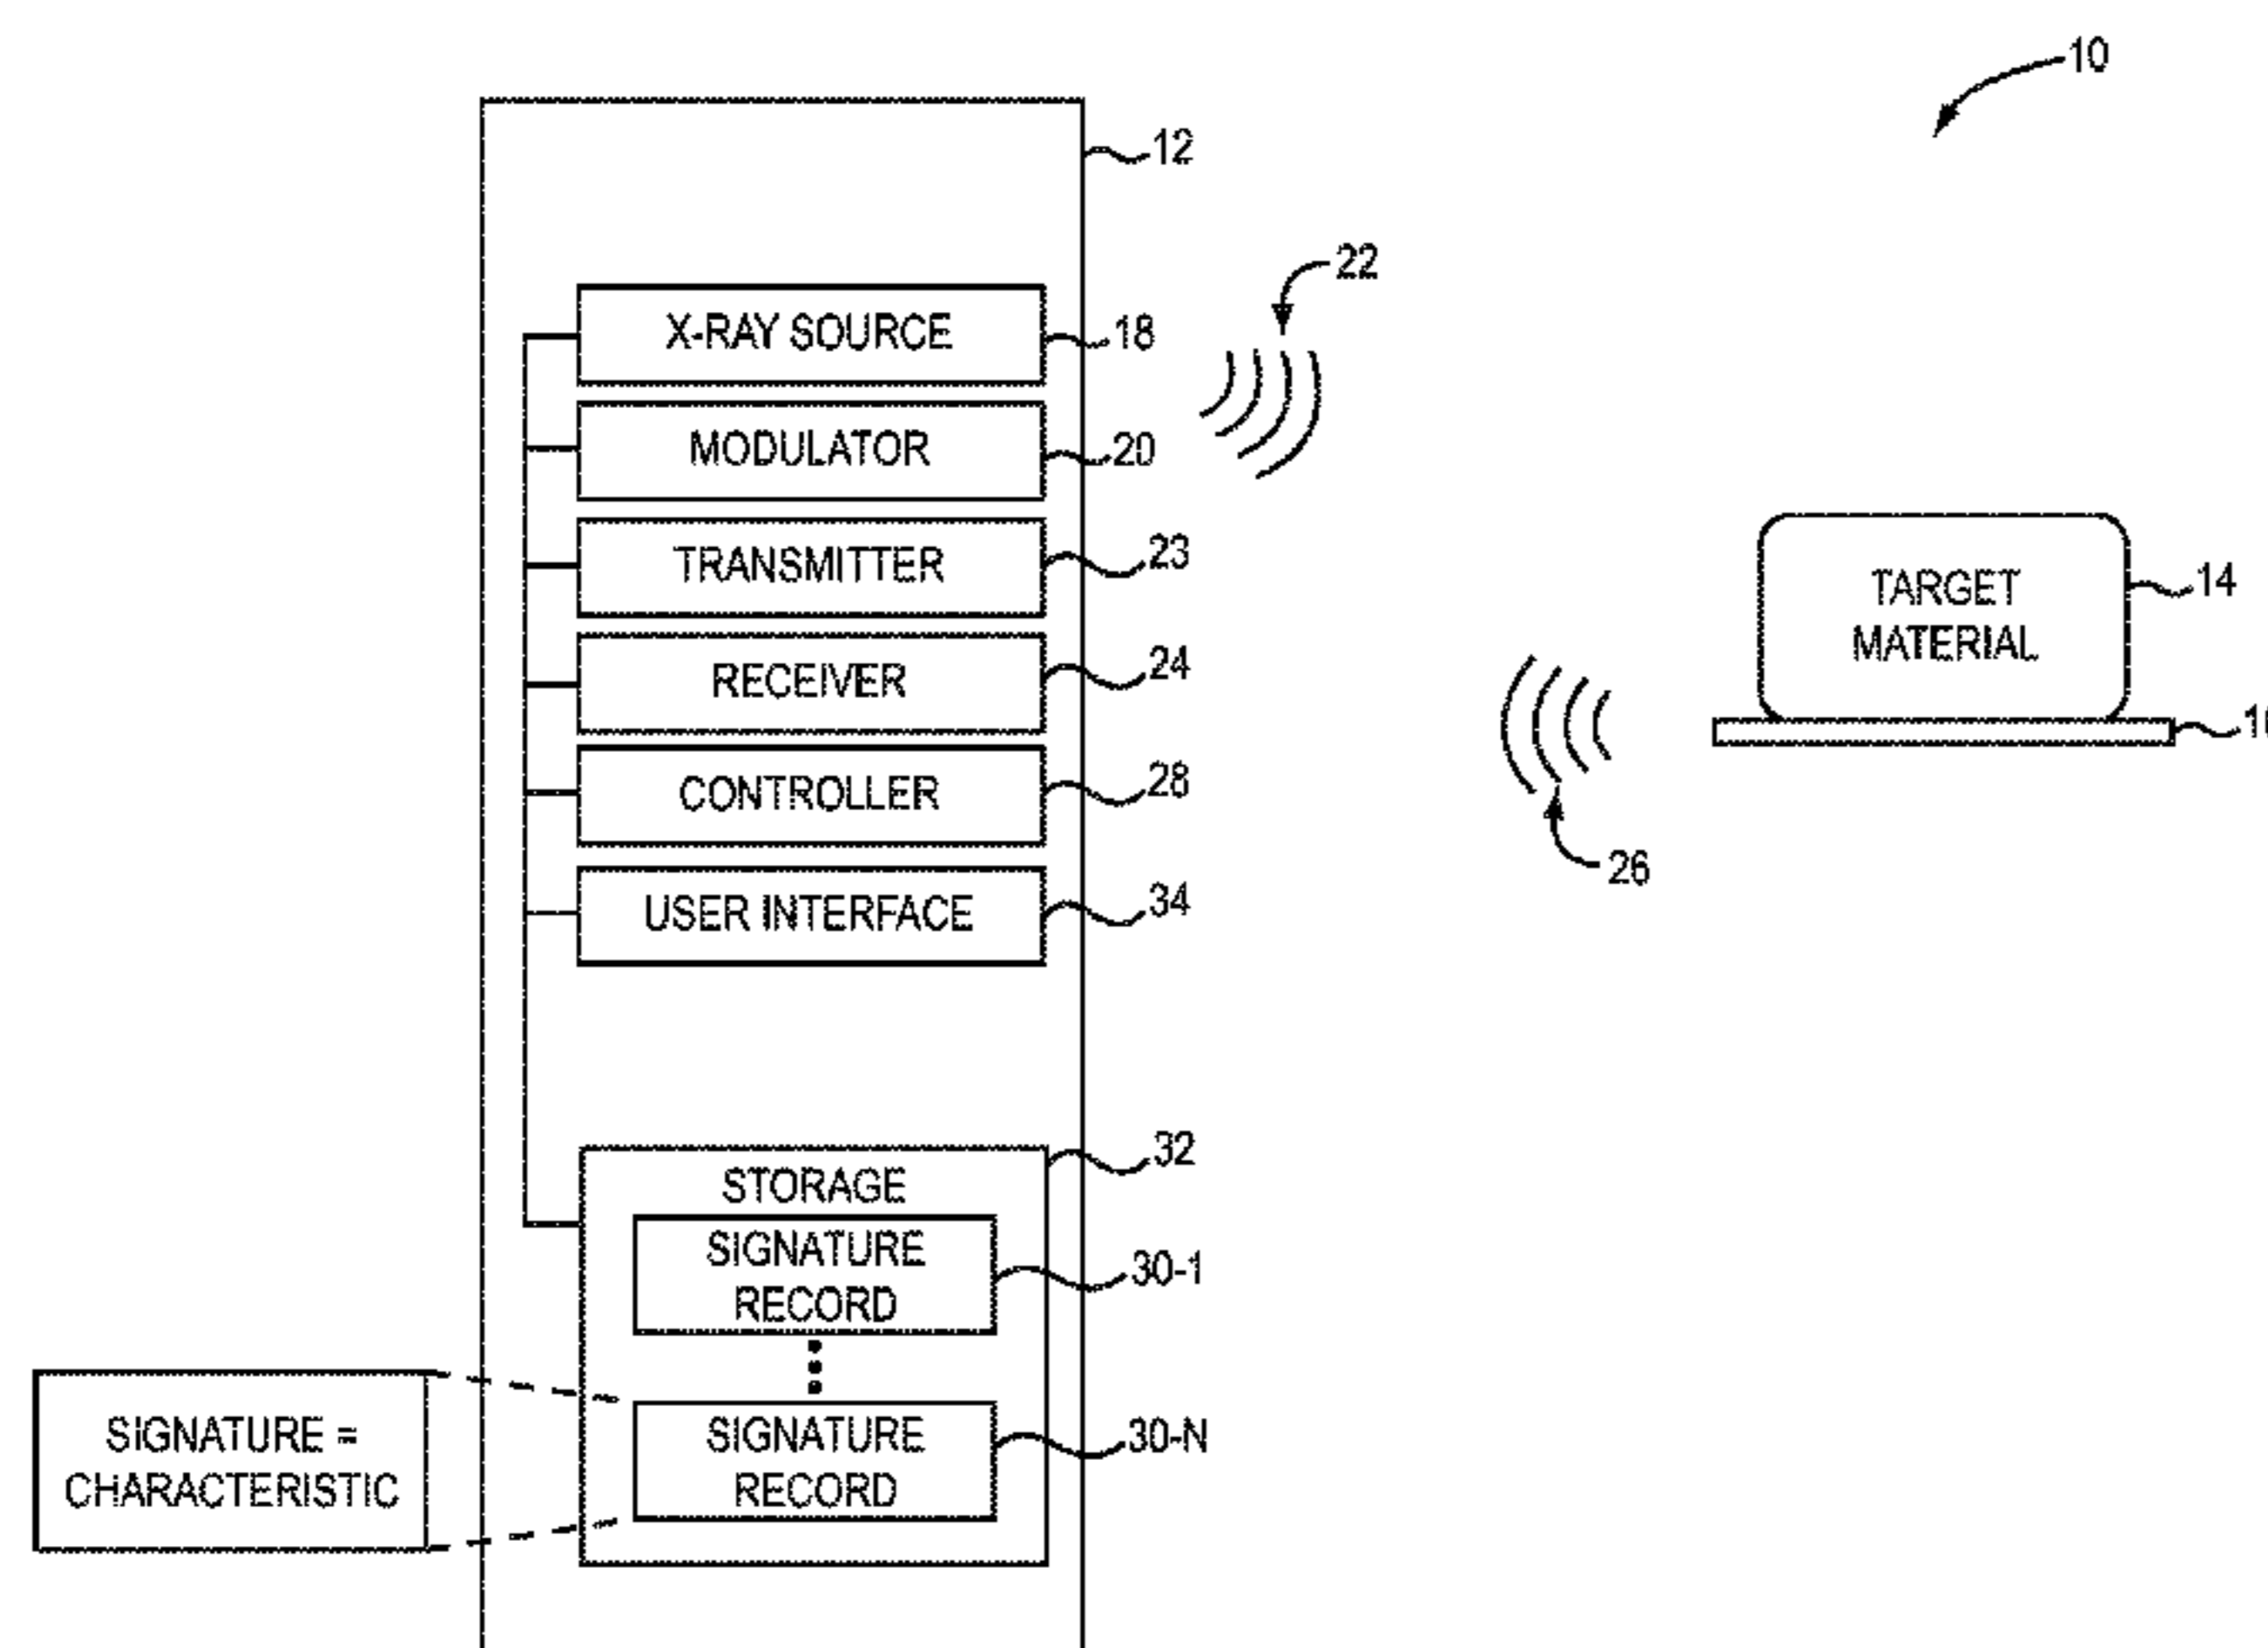 10
12
22
X-RAY SOURCE
18
MODULATOR
20
TRANSMITTER
23
TARGET
MATERIAL
14
RECEIVER
24
CONTROLLER
28
26
USER INTERFACE
34
STORAGE
32
SIGNATURE
RECORD
30-1
SIGNATURE
RECORD
30-N
SIGNATURE =
CHARACTERISTIC